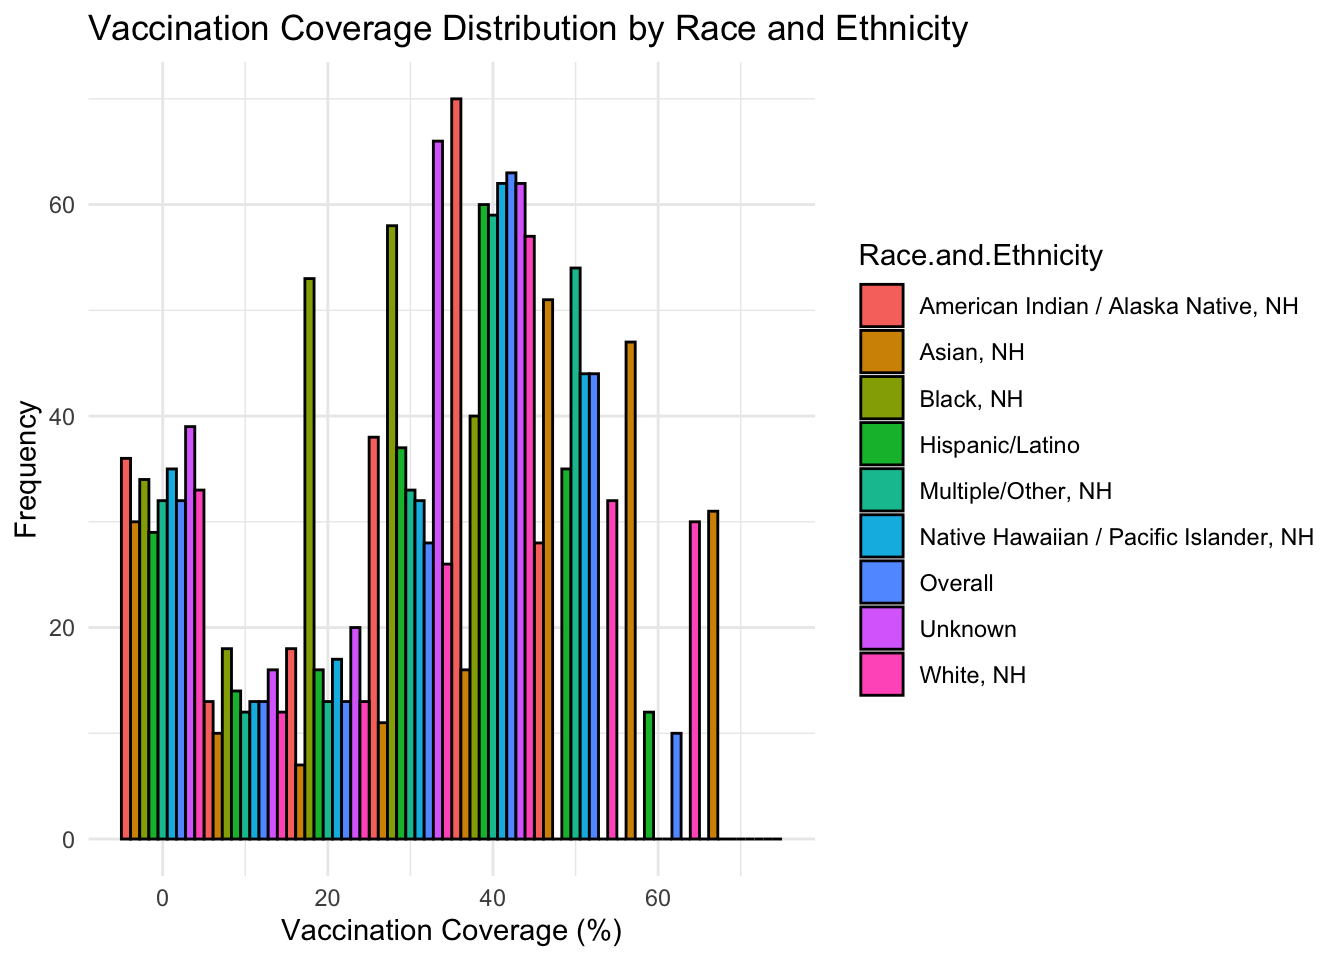 Vaccination Coverage Distribution by Race and Ethnicity
60
40
20
0
Frequency
0 20 40 60
Vaccination Coverage (%)
Race.and.Ethnicity
American Indian / Alaska Native, NH
Asian, NH
Black, NH
Hispanic/Latino
Multiple/Other, NH
Native Hawaiian / Pacific Islander, NH
Overall
Unknown
White, NH